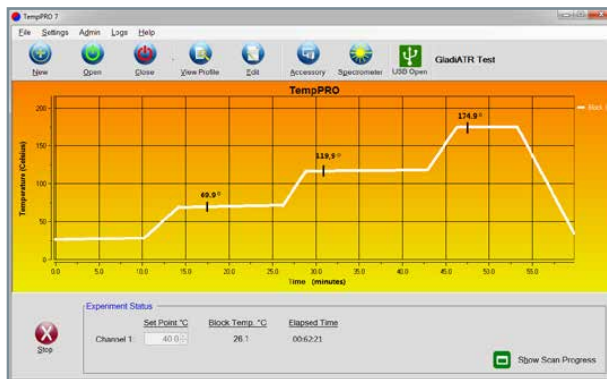 TempPRO 7
File Settings Admin Logs Help
New Open Close View Profile Edit Accessory Spectrometer USB Open GladiATR Test
TempPRO
200
150
100
50
0
Temperature (Celsius)
69.9°
119.9°
174.9°
0.0 5.0 10.0 15.0 20.0 25.0 30.0 35.0 40.0 45.0 50.0 55.0
Time (minutes)
Experiment Status
Set Point °C Block Temp. °C Elapsed Time
Channel 1: 40.0 26.1 00:62:21
Stop
Show Scan Progress